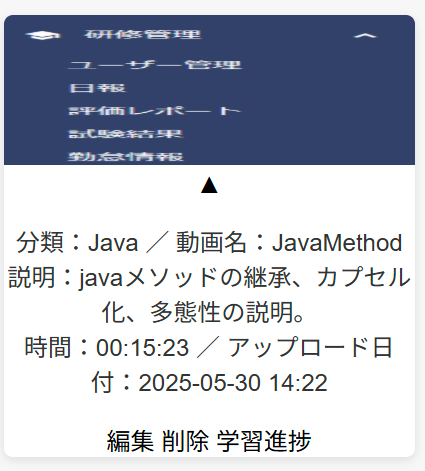 研修管理
ユーザー管理
日報
評価レポート
試験結果
勤怠情報
▲
分類：Java ／ 動画名：JavaMethod
説明：javaメソッドの継承、カプセル
化、多態性の説明。
時間：00:15:23 ／ アップロード日
付：2025-05-30 14:22
編集 削除 学習進捗